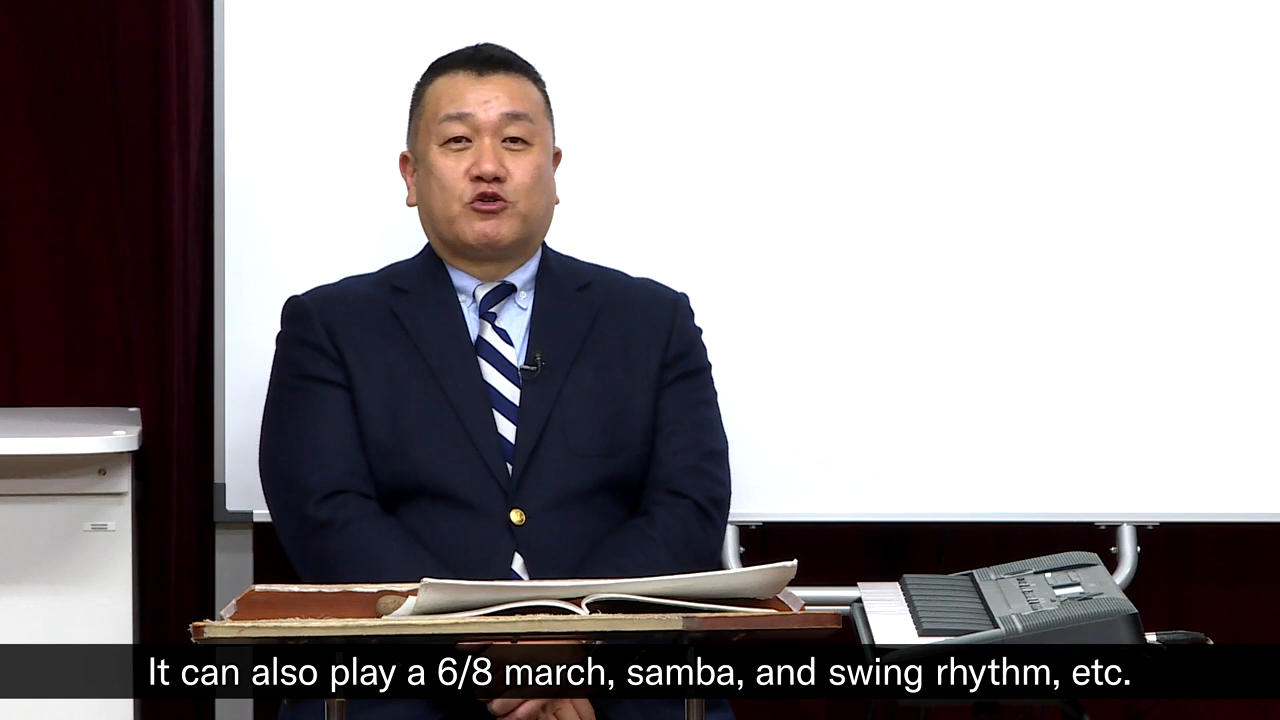 It can also play a 6/8 march, samba, and swing rhythm, etc.